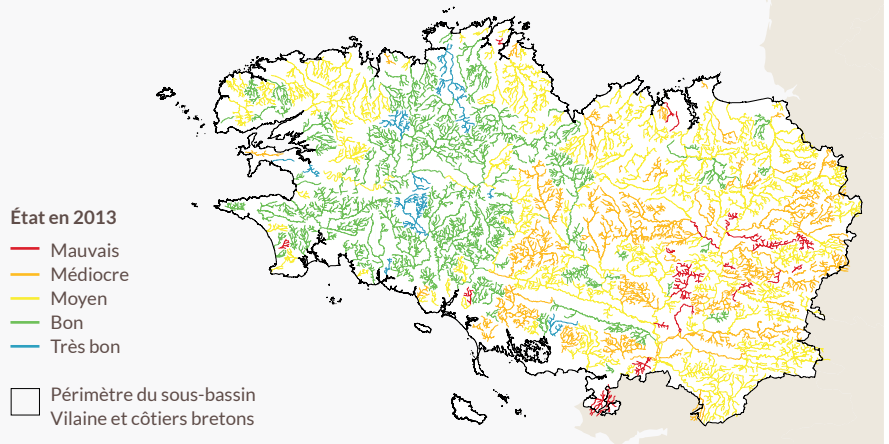 État en 2013
Mauvais
Médiocre
Moyen
Bon
Très bon
Périmètre du sous-bassin
Vilaine et côtiers bretons